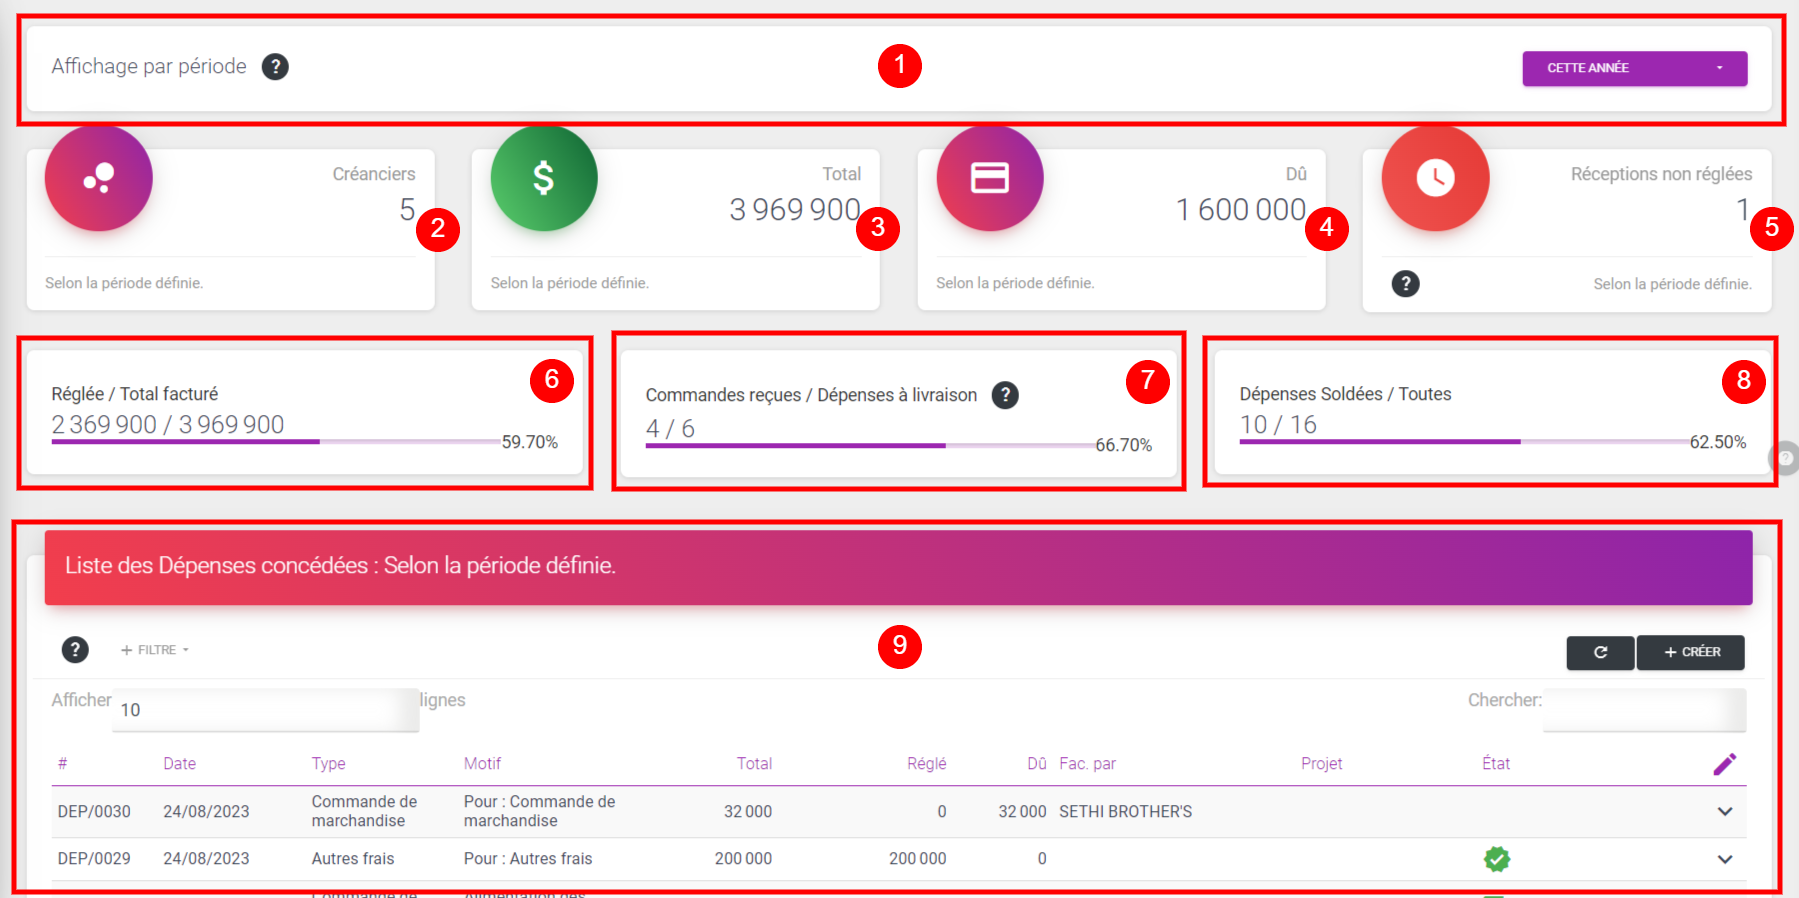 Affichage par période ?
1
CETTE ANNÉE
Créanciers
5
2
Selon la période définie.
Total
3 969 900
3
Selon la période définie.
Dû
1 600 000
4
Selon la période définie.
Réceptions non réglées
1
5
? Selon la période définie.
6
Réglée / Total facturé
2 369 900 / 3 969 900
59.70%
7
Commandes reçues / Dépenses à livraison ?
4 / 6
66.70%
8
Dépenses Soldées / Toutes
10 / 16
62.50%
?
Liste des Dépenses concédées : Selon la période définie.
? + FILTRE
9
+ CRÉER
Afficher 10 lignes
Chercher:
# Date Type Motif Total Réglé Dû Fac. par Projet État
DEP/0030 24/08/2023 Commande de marchandise Pour : Commande de marchandise 32 000 0 32 000 SETHI BROTHER'S
DEP/0029 24/08/2023 Autres frais Pour : Autres frais 200 000 200 000 0
Commande de Alimentation des